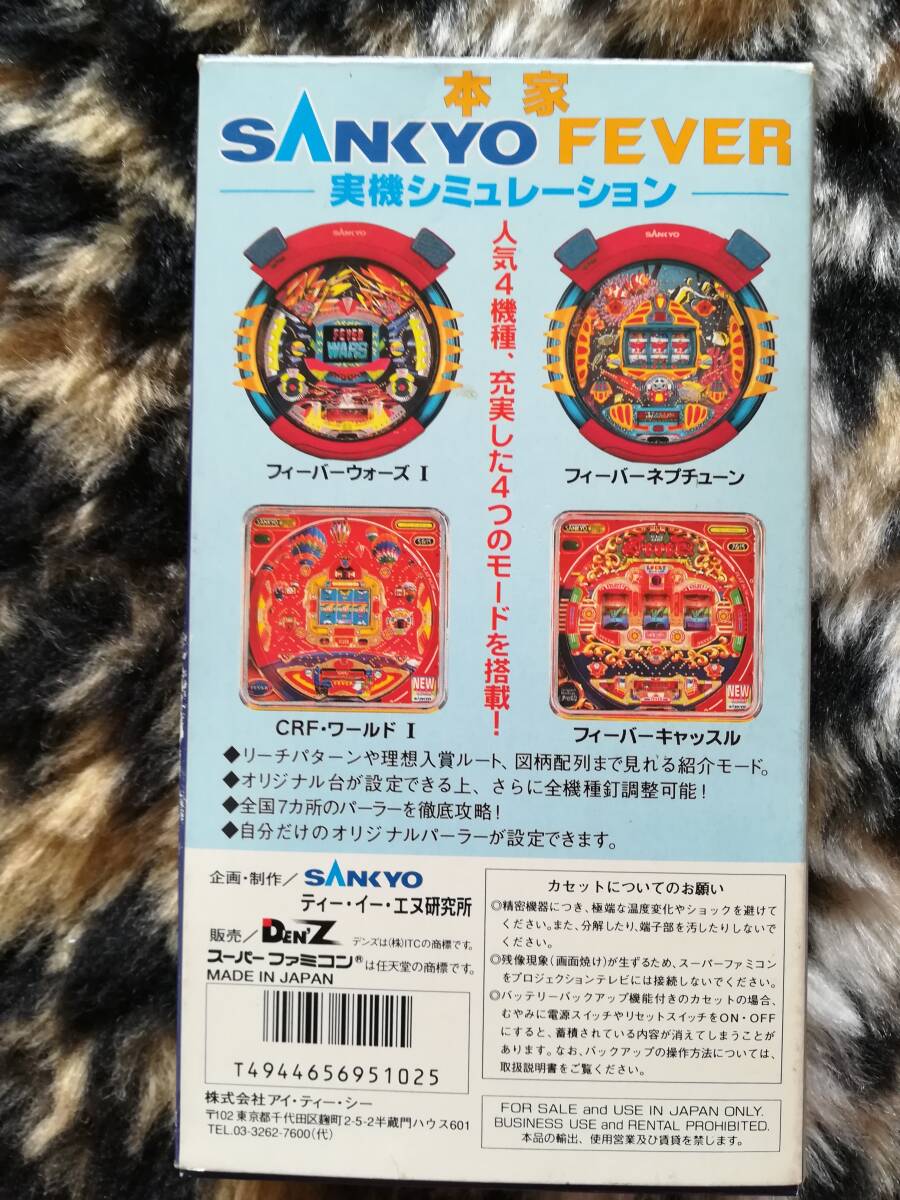 本家
SANKYO FEVER
実機シミュレーション
人気4機種、充実した4つのモードを搭載!
SANKYO
FEVER
WARS
フィーバーウォーズ I
SANKYO
フィーバーネプチューン
SANKYO
FEVER
NEW
CRF・ワールド I
SANKYO
LUCKY
NEW
フィーバーキャッスル
◆リーチパターンや理想入賞ルート、図柄配列まで見れる紹介モード。
◆オリジナル台が設定できる上、さらに全機種釘調整可能!
◆全国7カ所のパーラーを徹底攻略!
◆自分だけのオリジナルパーラーが設定できます。
企画・制作/ SANKYO
ティー・イー・エヌ研究所
販売/ DEN'Z デンズは(株)ITCの商標です。
スーパーファミコン®は任天堂の商標です。
MADE IN JAPAN
T4944656951025
株式会社アイ・ティー・シー
〒102 東京都千代田区麹町2-5-2半蔵門ハウス601
TEL.03-3262-7600(代)
カセットについてのお願い
◎精密機器につき、極端な温度変化やショックを避けて
ください。また、分解したり、端子部を汚したりしないで
ください。
◎残像現象(画面焼け)が生ずるため、スーパーファミコン
をプロジェクションテレビには接続しないでください。
◎バッテリーバックアップ機能付きのカセットの場合、
むやみに電源スイッチやリセットスイッチをON・OFF
にすると、蓄積されている内容が消えてしまうことが
あります。なお、バックアップの操作方法については、
取扱説明書をご覧ください。
FOR SALE and USE IN JAPAN ONLY.
BUSINESS USE and RENTAL PROHIBITED.
本品の輸出、使用営業及び賃貸を禁じます。